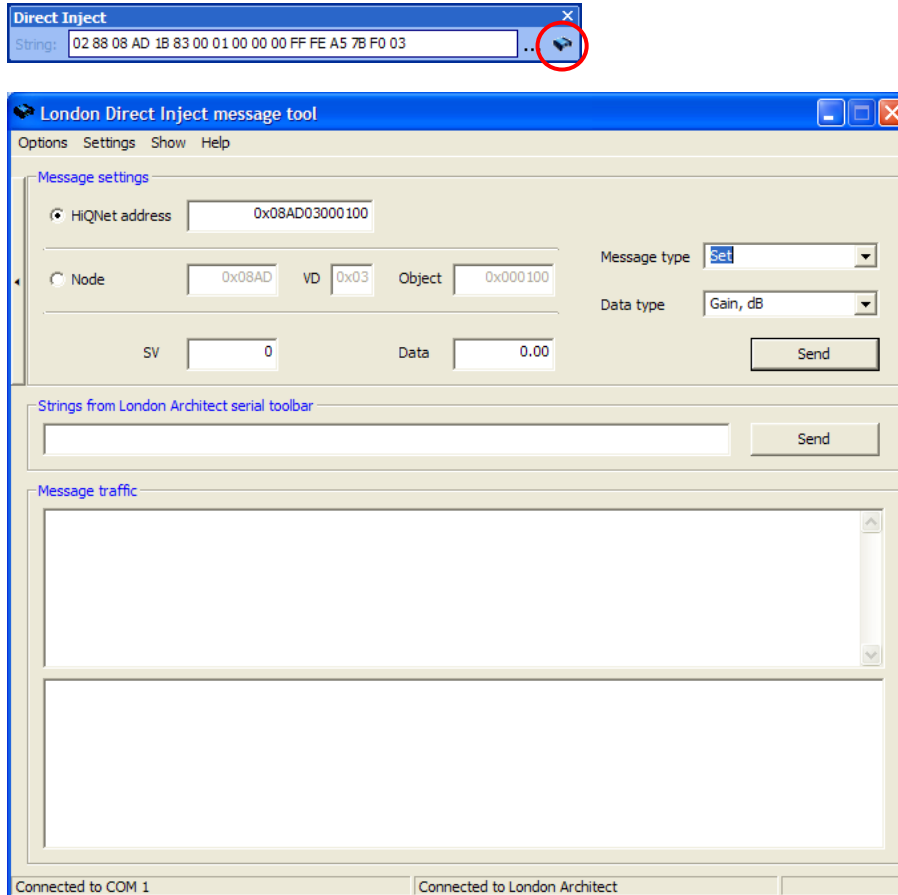 Direct Inject
String: 02 88 08 AD 1B 83 00 01 00 00 00 FF FE A5 7B F0 03 ...
London Direct Inject message tool
Options Settings Show Help
Message settings
HiQNet address 0x08AD03000100
Message type Set
Node 0x08AD VD 0x03 Object 0x000100
Data type Gain, dB
SV 0 Data 0.00 Send
Strings from London Architect serial toolbar
Send
Message traffic
Connected to COM 1 Connected to London Architect